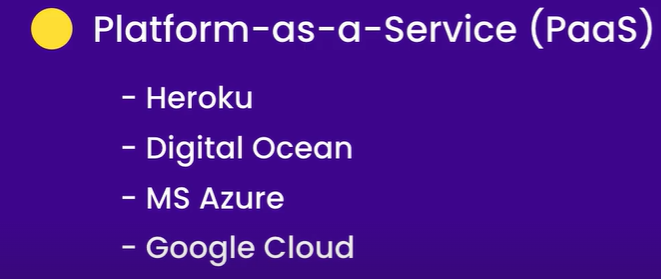 Platform-as-a-Service (PaaS)
- Heroku
- Digital Ocean
- MS Azure
- Google Cloud